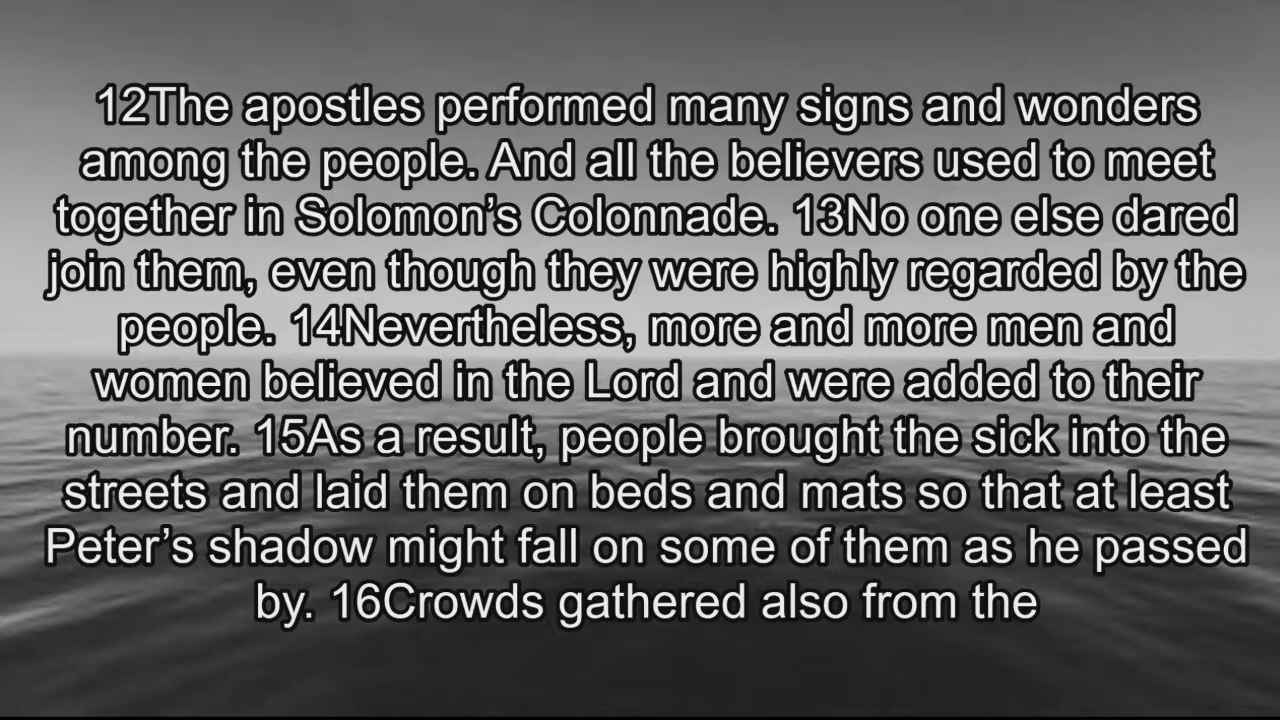 12The apostles performed many signs and wonders
among the people. And all the believers used to meet
together in Solomon’s Colonnade. 13No one else dared
join them, even though they were highly regarded by the
people. 14Nevertheless, more and more men and
women believed in the Lord and were added to their
number. 15As a result, people brought the sick into the
streets and laid them on beds and mats so that at least
Peter’s shadow might fall on some of them as he passed
by. 16Crowds gathered also from the